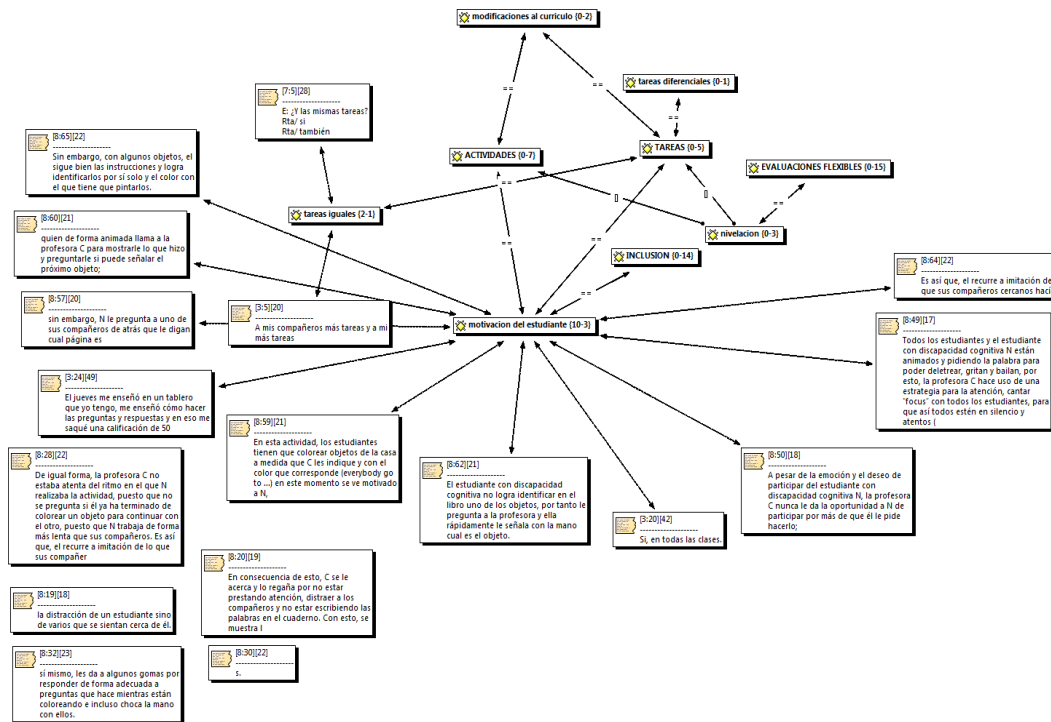 modificaciones al curriculo {0-2}
tareas diferenciales {0-1}
==
==
==
[7:5][28]
--------------------
E: ¿Y las mismas tareas?
Rta/ si
Rta/ también
ACTIVIDADES {0-7}
TAREAS {0-5}
EVALUACIONES FLEXIBLES {0-15}
==
==
==
[]
[]
tareas iguales {2-1}
nivelacion {0-3}
==
==
INCLUSION {0-14}
==
motivacion del estudiante {10-3}
[8:65][22]
--------------------
Sin embargo, con algunos objetos, el
sigue bien las instrucciones y logra
identificarlos por sí solo y el color con
el que tiene que pintarlos.
[8:60][21]
--------------------
quien de forma animada llama a la
profesora C para mostrarle lo que hizo
y preguntarle si puede señalar el
próximo objeto;
[8:57][20]
--------------------
sin embargo, N le pregunta a uno de
sus compañeros de atrás que le digan
cual página es
[3:5][20]
--------------------
A mis compañeros más tareas y a mi
más tareas
[8:64][22]
--------------------
Es así que, el recurre a imitación de
que sus compañeros cercanos hací
[8:49][17]
--------------------
Todos los estudiantes y el estudiante
con discapacidad cognitiva N están
animados y pidiendo la palabra para
poder deletrear, gritan y bailan, por
esto, la profesora C hace uso de una
estrategia para la atención, cantar
"focus" con todos los estudiantes, para
que así todos estén en silencio y
atentos (
[3:24][49]
--------------------
El jueves me enseñó en un tablero
que yo tengo, me enseñó cómo hacer
las preguntas y respuestas y en eso me
saqué una calificación de 50
[8:59][21]
--------------------
En esta actividad, los estudiantes
tienen que colorear objetos de la casa
a medida que C les indique y con el
color que corresponde (everybody go
to ...) en este momento se ve motivado
a N,
[8:62][21]
--------------------
El estudiante con discapacidad
cognitiva no logra identificar en el
libro uno de los objetos, por tanto le
pregunta a la profesora y ella
rápidamente le señala con la mano
cual es el objeto.
[3:20][42]
--------------------
Si, en todas las clases.
[8:50][18]
--------------------
A pesar de la emoción y el deseo de
participar del estudiante con
discapacidad cognitiva N, la profesora
C nunca le da la oportunidad a N de
participar por más de que él le pide
hacerlo;
[8:28][22]
--------------------
De igual forma, la profesora C no
estaba atenta del ritmo en el que N
realizaba la actividad, puesto que no
se pregunta si él ya ha terminado de
colorear un objeto para continuar con
el otro, puesto que N trabaja de forma
más lenta que sus compañeros. Es así
que, el recurre a imitación de lo que
sus compañer
[8:20][19]
--------------------
En consecuencia de esto, C se le
acerca y lo regaña por no estar
prestando atención, distraer a los
compañeros y no estar escribiendo las
palabras en el cuaderno. Con esto, se
muestra l
[8:19][18]
--------------------
la distracción de un estudiante sino
de varios que se sientan cerca de él.
[8:32][23]
--------------------
sí mismo, les da a algunos gomas por
responder de forma adecuada a
preguntas que hace mientras están
coloreando e incluso choca la mano
con ellos.
[8:30][22]
--------------------
s.